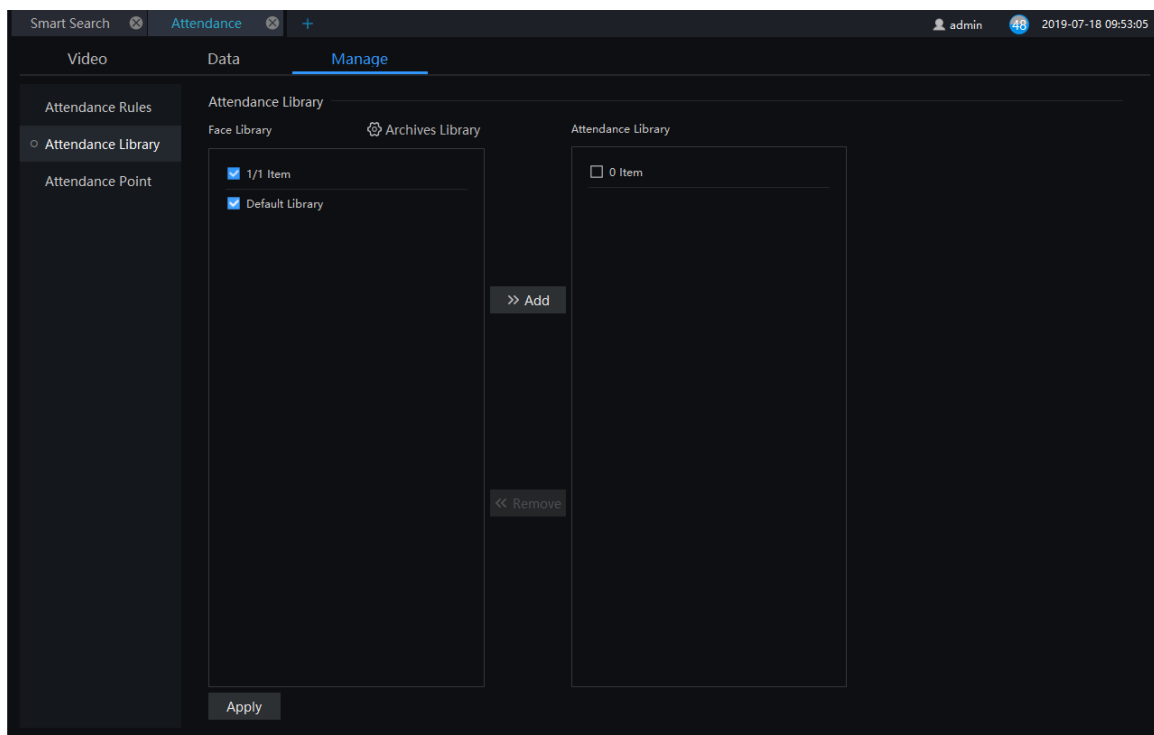 Smart Search Attendance + admin 48 2019-07-18 09:53:05
Video Data Manage
Attendance Rules
Attendance Library
Attendance Point
Attendance Library
Face Library Archives Library Attendance Library
1/1 Item
Default Library
0 Item
>> Add
<< Remove
Apply